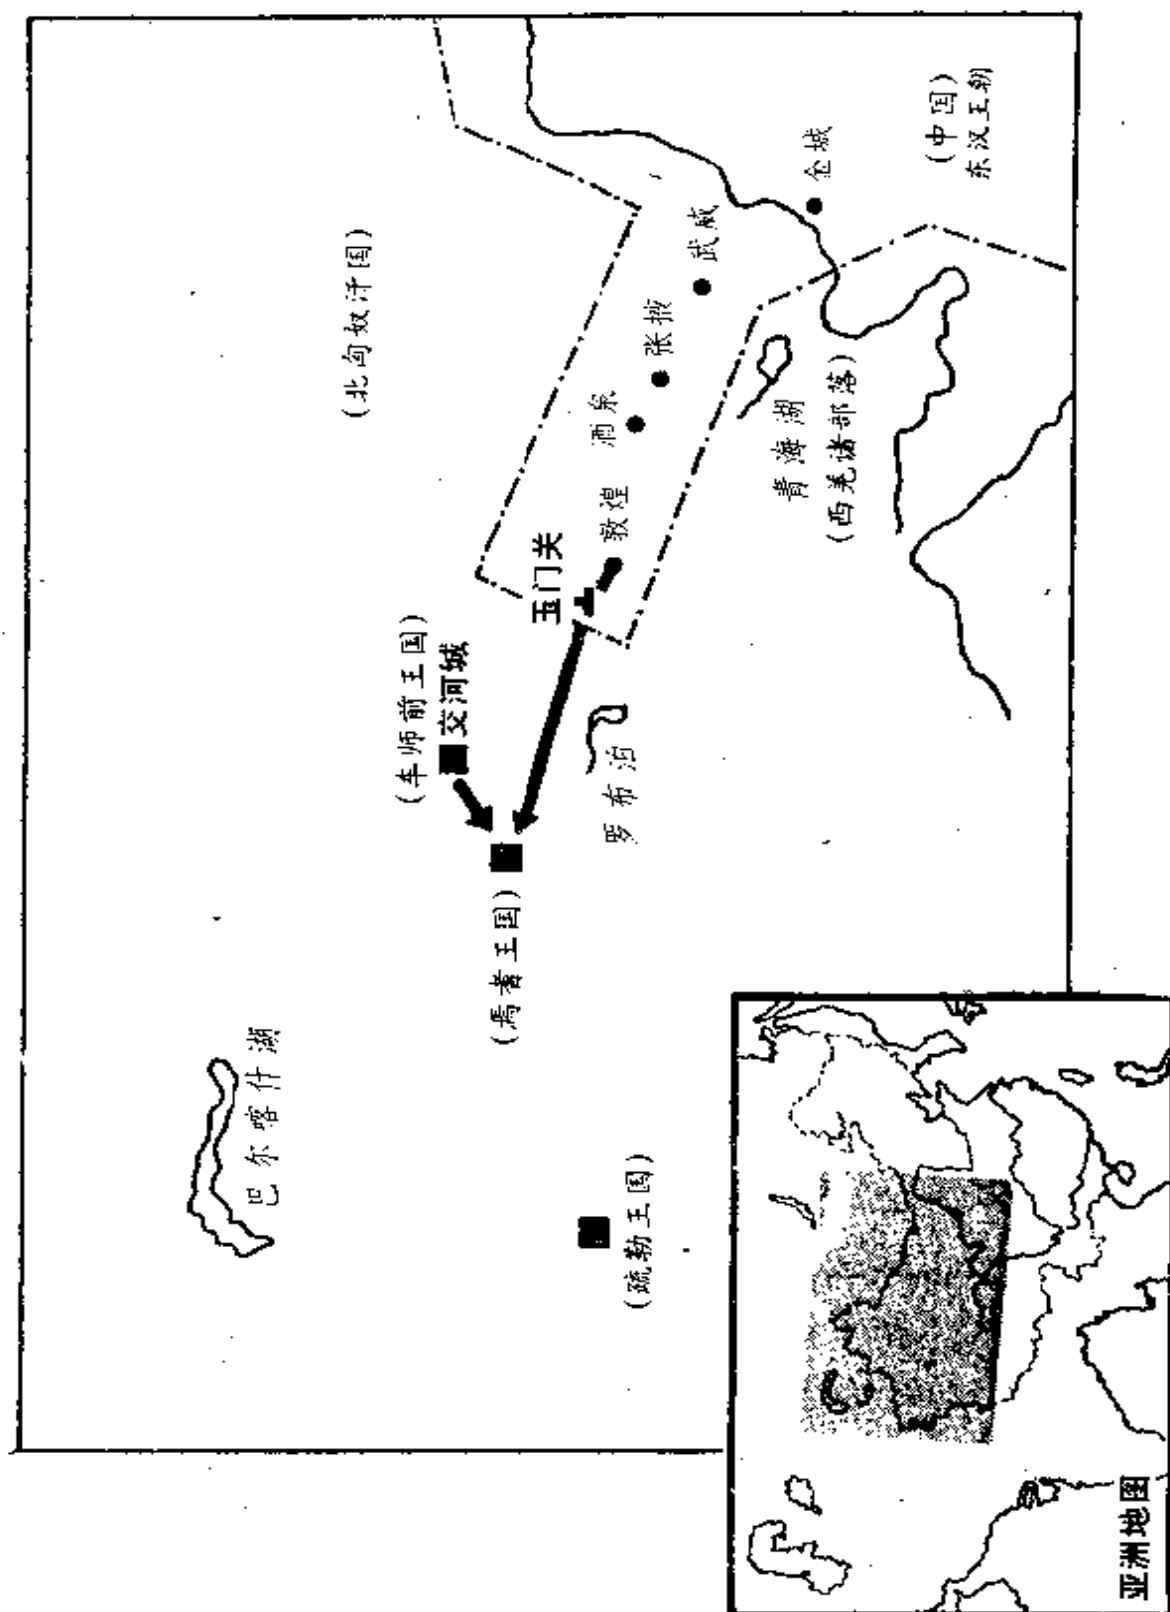 (北匈奴汗国)
(中国)
东汉王朝
金城
武威
张掖
酒泉
敦煌
玉门关
青海湖
(西羌诸部落)
(车师前王国)
交河城
罗布泊
(焉耆王国)
巴尔喀什湖
(疏勒王国)
亚洲地图